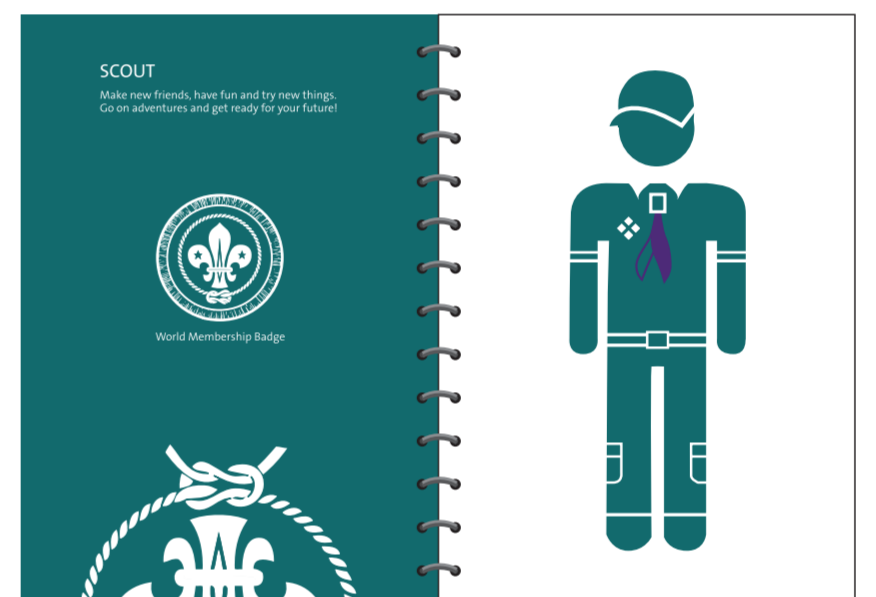 SCOUT
Make new friends, have fun and try new things.
Go on adventures and get ready for your future!
World Membership Badge